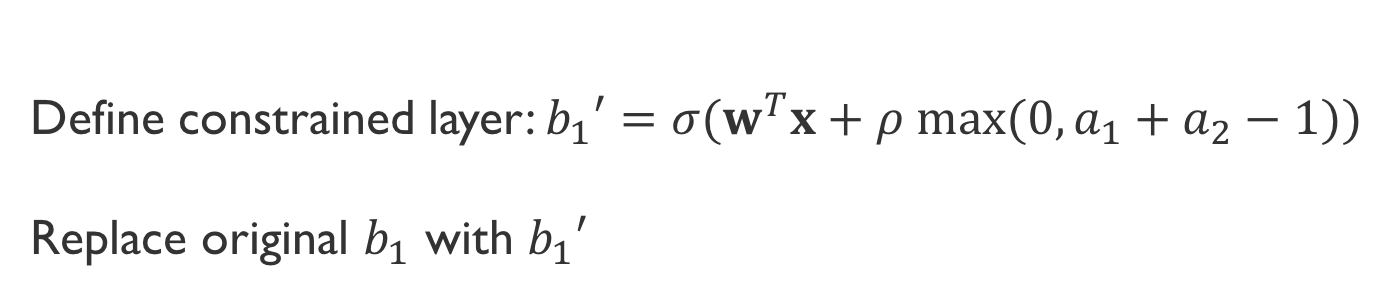 Define constrained layer: b₁′ = σ(𝐰ᵀ𝐱 + ρ max(0, a₁ + a₂ − 1))
Replace original b₁ with b₁′